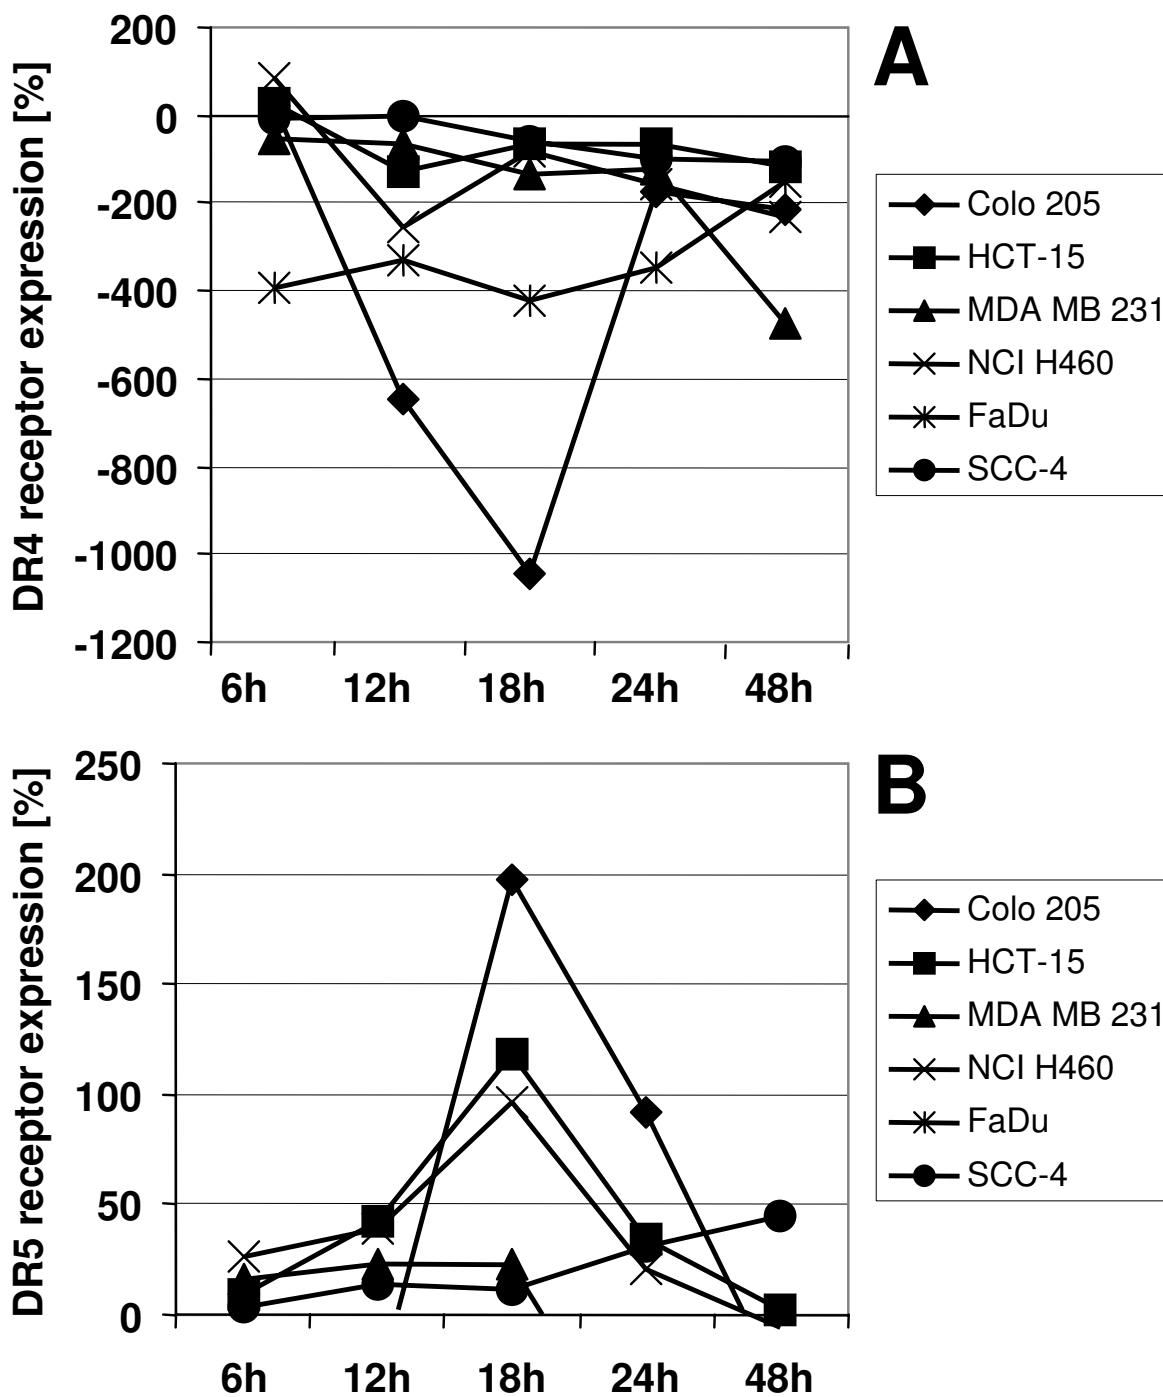 A
DR4 receptor expression [%]
200
0
-200
-400
-600
-800
-1000
-1200
6h 12h 18h 24h 48h
Colo 205
HCT-15
MDA MB 231
NCI H460
FaDu
SCC-4
B
DR5 receptor expression [%]
250
200
150
100
50
0
6h 12h 18h 24h 48h
Colo 205
HCT-15
MDA MB 231
NCI H460
FaDu
SCC-4